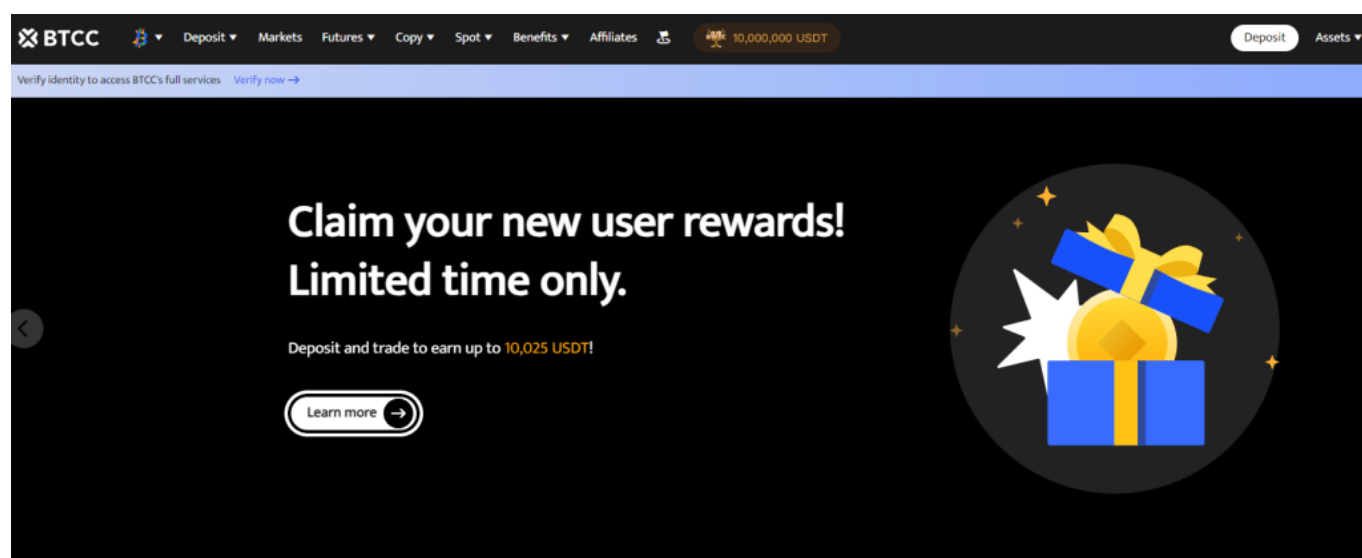 BTCC Deposit Markets Futures Copy Spot Benefits Affiliates 10,000,000 USDT Deposit Assets
Verify identity to access BTCC's full services Verify now →
Claim your new user rewards!
Limited time only.
Deposit and trade to earn up to 10,025 USDT!
Learn more →